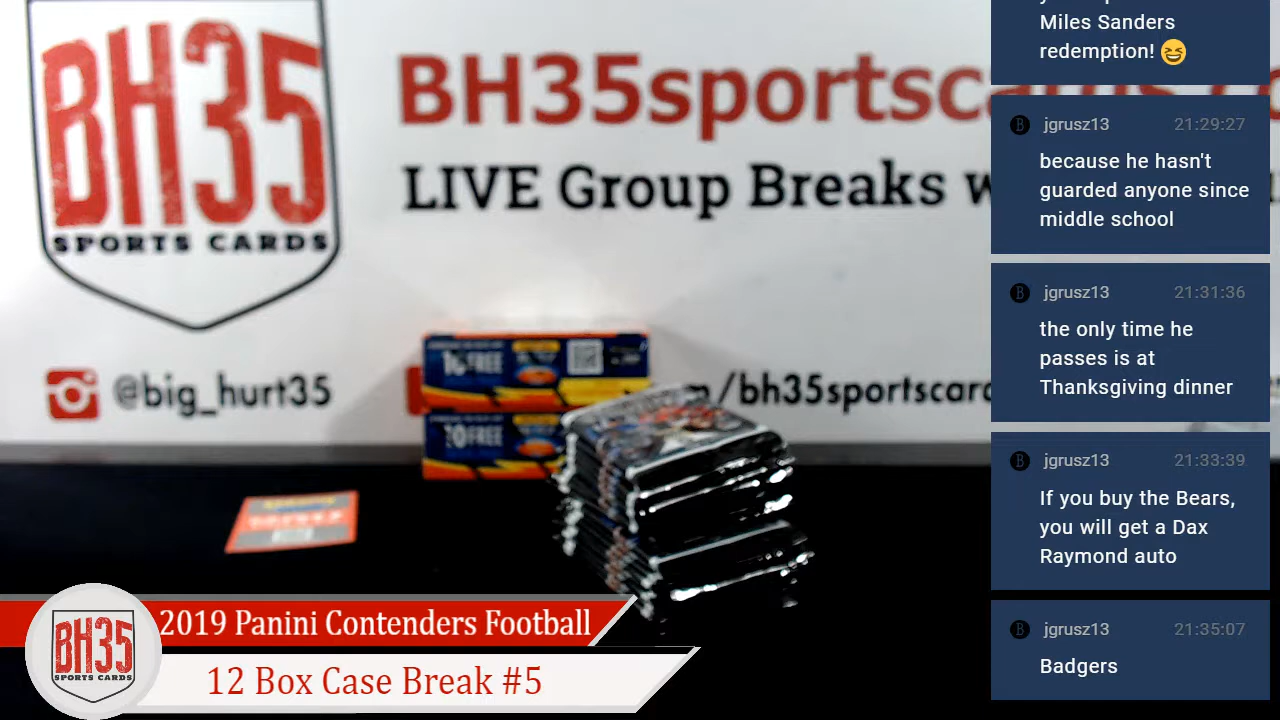 BH35
SPORTS CARDS
BH35sportsca
LIVE Group Breaks w
@big_hurt35
/bh35sportscard
10 FREE
10 FREE
Miles Sanders
redemption! 😆
jgrusz13 21:29:27
because he hasn't
guarded anyone since
middle school
jgrusz13 21:31:36
the only time he
passes is at
Thanksgiving dinner
jgrusz13 21:33:39
If you buy the Bears,
you will get a Dax
Raymond auto
jgrusz13 21:35:07
Badgers
BH35
SPORTS CARDS
2019 Panini Contenders Football
12 Box Case Break #5